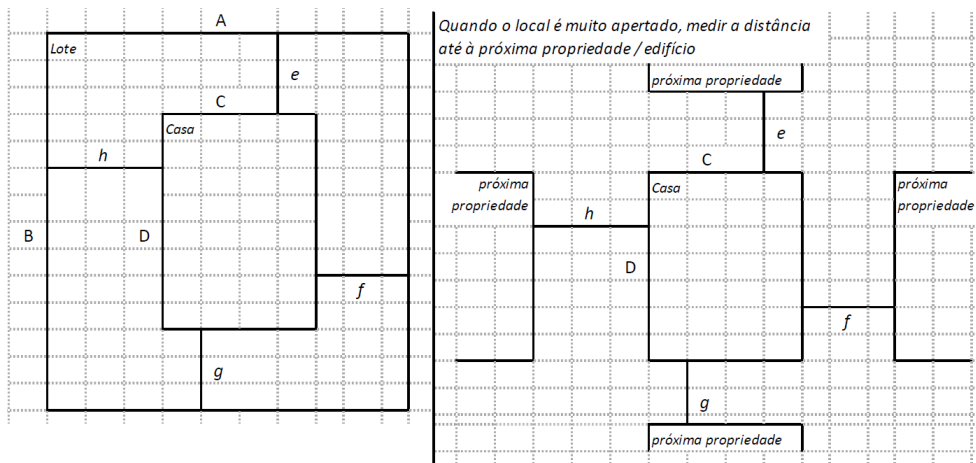 A
Lote
e
C
Casa
h
B
D
f
g
Quando o local é muito apertado, medir a distância
até à próxima propriedade / edifício
próxima propriedade
e
C
próxima
propriedade
Casa
próxima
propriedade
h
D
f
g
próxima propriedade